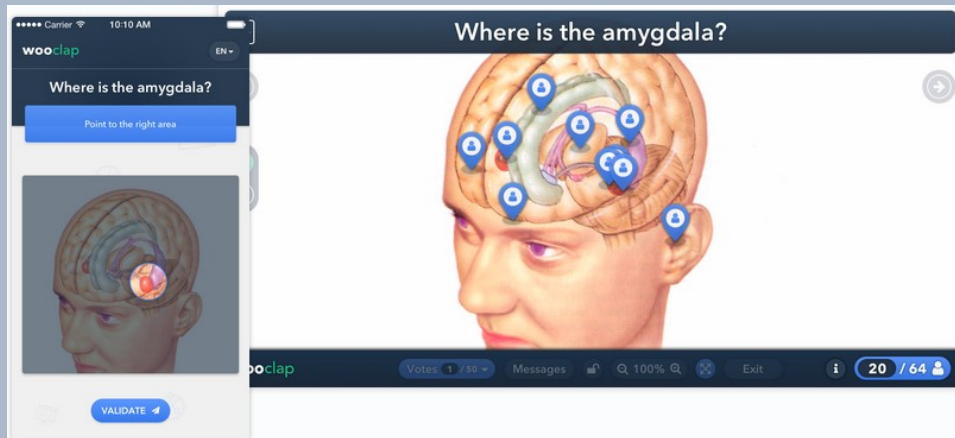 Carrier 10:10 AM
wooclap
EN
Where is the amygdala?
Point to the right area
VALIDATE
Where is the amygdala?
ooclap
Votes 1 / 50
Messages
100%
Exit
i
20 / 64